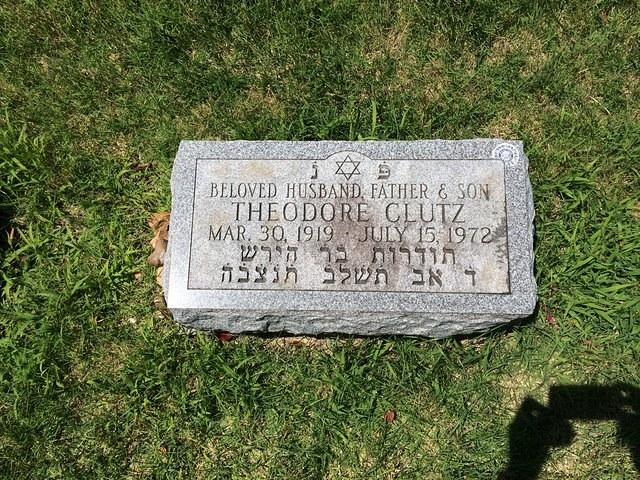 פ נ
BELOVED HUSBAND, FATHER & SON
THEODORE CLUTZ
MAR. 30, 1919 · JULY 15, 1972
תודרות בר הירש
ד אב תשלב תנצבה